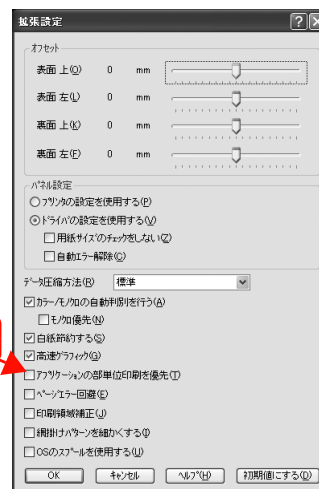 拡張設定
オフセット
表面 上(O) 0 mm
表面 左(L) 0 mm
裏面 上(K) 0 mm
裏面 左(F) 0 mm
パネル設定
プリンタの設定を使用する(P)
ドライバの設定を使用する(V)
用紙サイズのチェックをしない(Z)
自動エラー解除(C)
データ圧縮方法(R) 標準
カラー/モノクロの自動判別を行う(A)
モノクロ優先(N)
白紙節約する(S)
高速グラフィック(G)
アプリケーションの部単位印刷を優先(T)
ページエラー回避(E)
印刷領域補正(J)
網掛けパターンを細かくする(I)
OSのスプールを使用する(U)
OK キャンセル ヘルプ(H) 初期値にする(D)